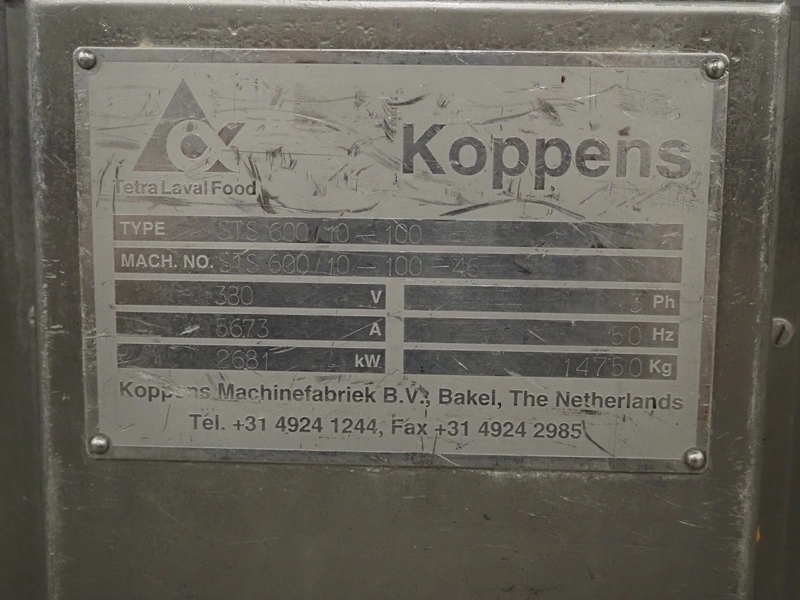 Koppens
Tetra Laval Food
TYPE STS 600/10-100
MACH. NO. STS 600/10-100-46
380 V 3 Ph
5673 A 50 Hz
2681 kW 14750 Kg
Koppens Machinefabriek B.V., Bakel, The Netherlands
Tel. +31 4924 1244, Fax +31 4924 2985